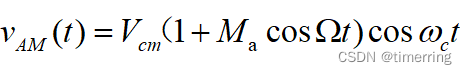 v_AM(t) = V_cm(1 + M_a cos Ωt) cos ω_c t
CSDN @timerring